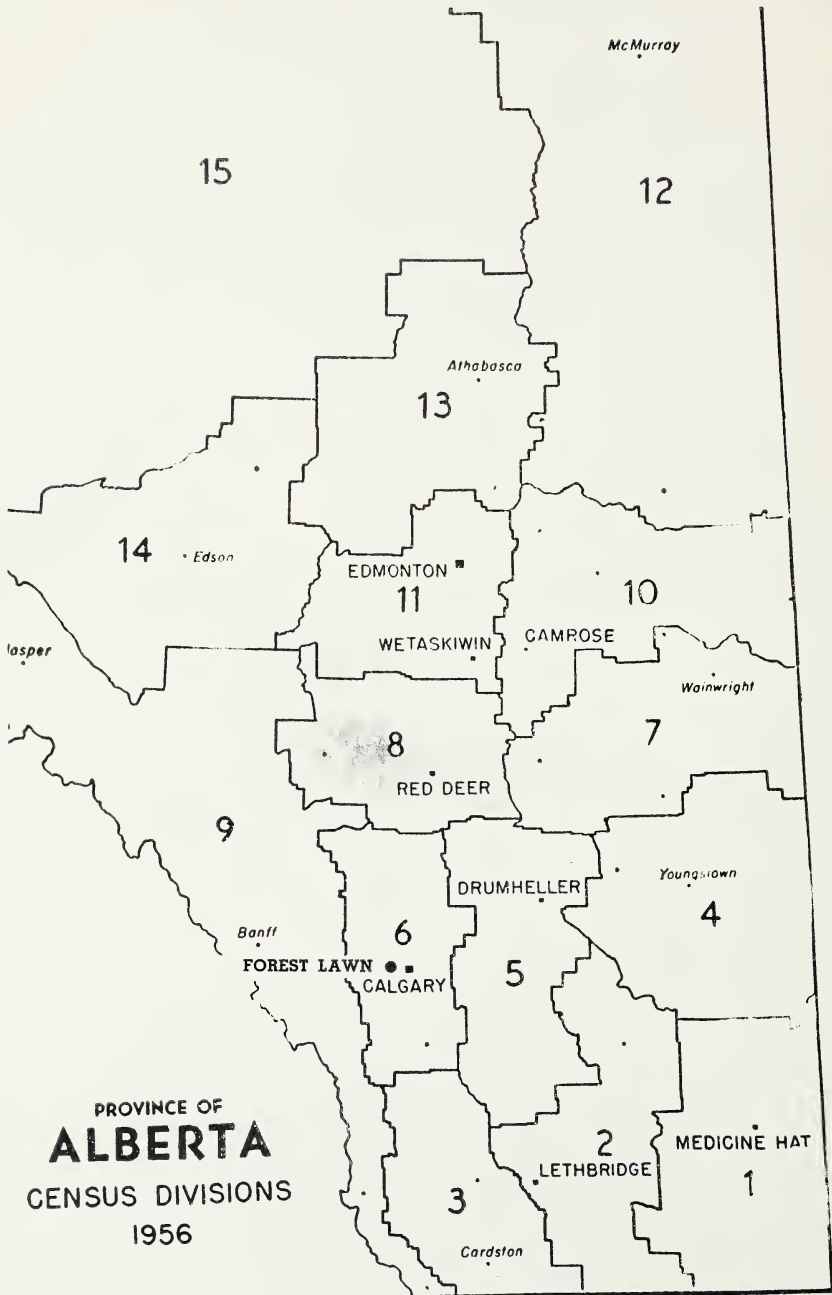 McMurray
15
12
Athabasca
13
14
Edson
EDMONTON
11
10
WETASKIWIN
CAMROSE
Wainwright
8
7
RED DEER
9
DRUMHELLER
Youngstown
4
Banff
6
FOREST LAWN
CALGARY
5
PROVINCE OF
ALBERTA
CENSUS DIVISIONS
1956
2
MEDICINE HAT
LETHBRIDGE
1
3
Cardston